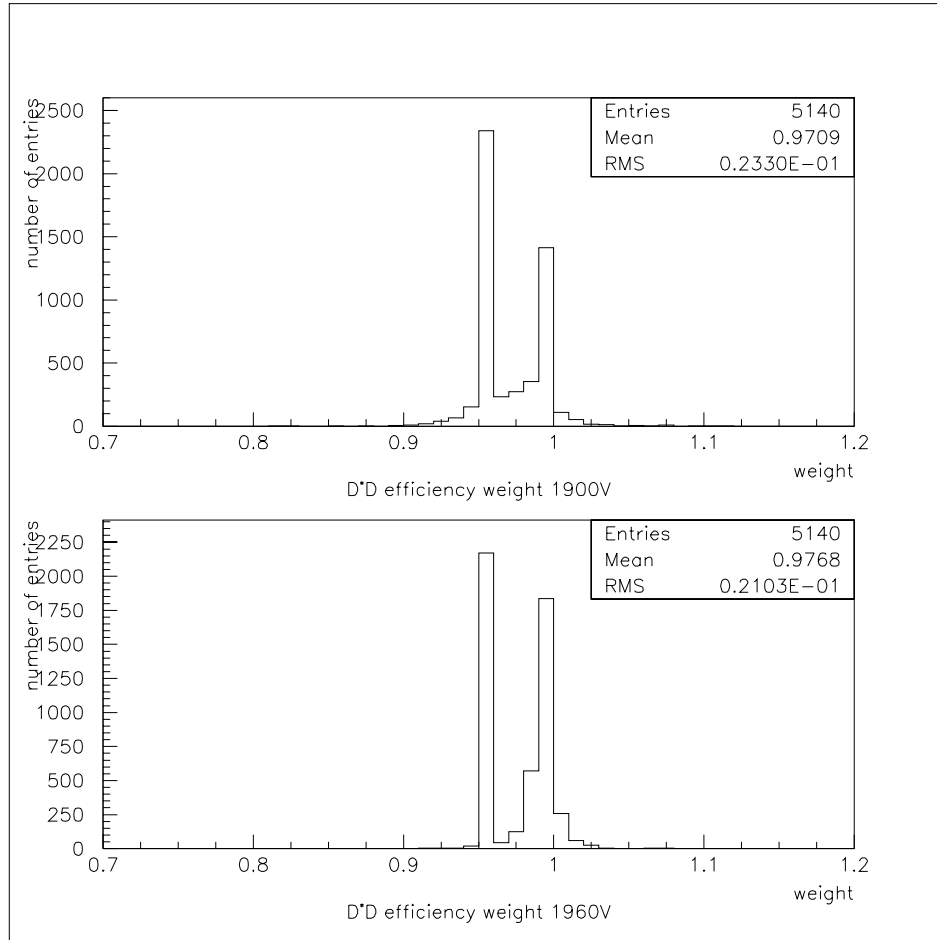 number of entries
2500
2000
1500
1000
500
0
Entries 5140
Mean 0.9709
RMS 0.2330E−01
0.7 0.8 0.9 1 1.1 1.2
weight
D*D efficiency weight 1900V
number of entries
2250
2000
1750
1500
1250
1000
750
500
250
0
Entries 5140
Mean 0.9768
RMS 0.2103E−01
0.7 0.8 0.9 1 1.1 1.2
weight
D*D efficiency weight 1960V